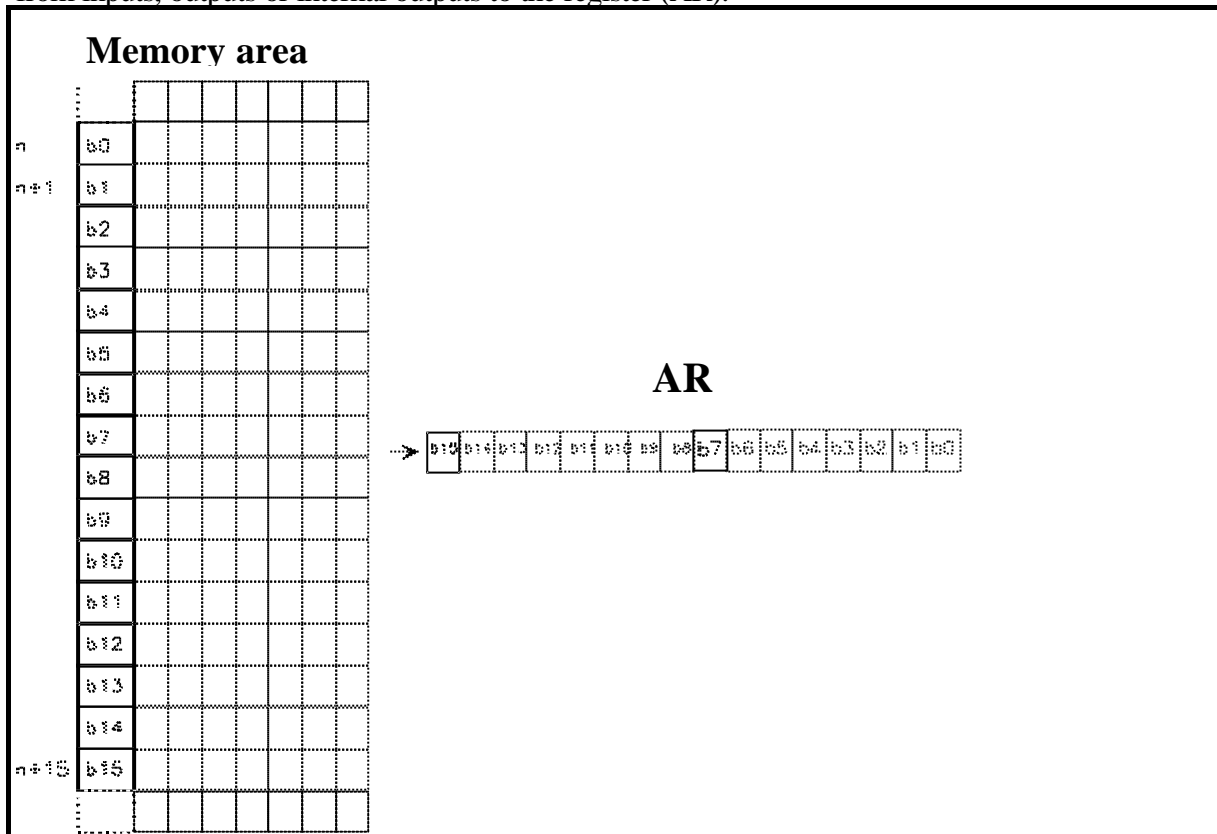 from inputs, outputs or internal outputs to the register (AR).
Memory area
n b0
n+1 b1
b2
b3
b4
b5
b6
AR
b7
b15 b14 b13 b12 b11 b10 b9 b8 b7 b6 b5 b4 b3 b2 b1 b0
b8
b9
b10
b11
b12
b13
b14
n+15 b15